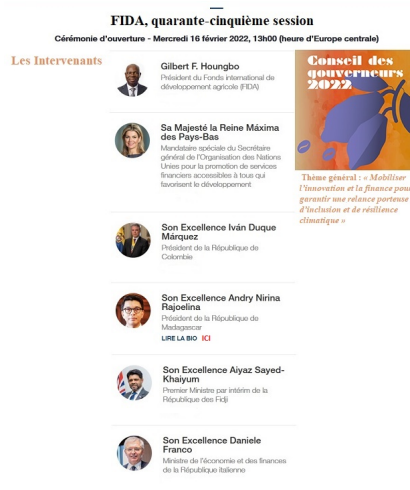 FIDA, quarante-cinquième session
Cérémonie d'ouverture - Mercredi 16 février 2022, 13h00 (heure d'Europe centrale)
Les Intervenants
Gilbert F. Houngbo
Président du Fonds international de
développement agricole (FIDA)
Sa Majesté la Reine Máxima
des Pays-Bas
Mandataire spéciale du Secrétaire
général de l'Organisation des Nations
Unies pour la promotion de services
financiers accessibles à tous qui
favorisent le développement
Son Excellence Iván Duque
Márquez
Président de la République de
Colombie
Son Excellence Andry Nirina
Rajoelina
Président de la République de
Madagascar
LIRE LA BIO ICI
Son Excellence Aiyaz Sayed-
Khaiyum
Premier Ministre par intérim de la
République des Fidji
Son Excellence Daniele
Franco
Ministre de l'économie et des finances
de la République italienne
Conseil des
gouverneurs
2022
Thème général : « Mobiliser
l'innovation et la finance pour
garantir une relance porteuse
d'inclusion et de résilience
climatique »